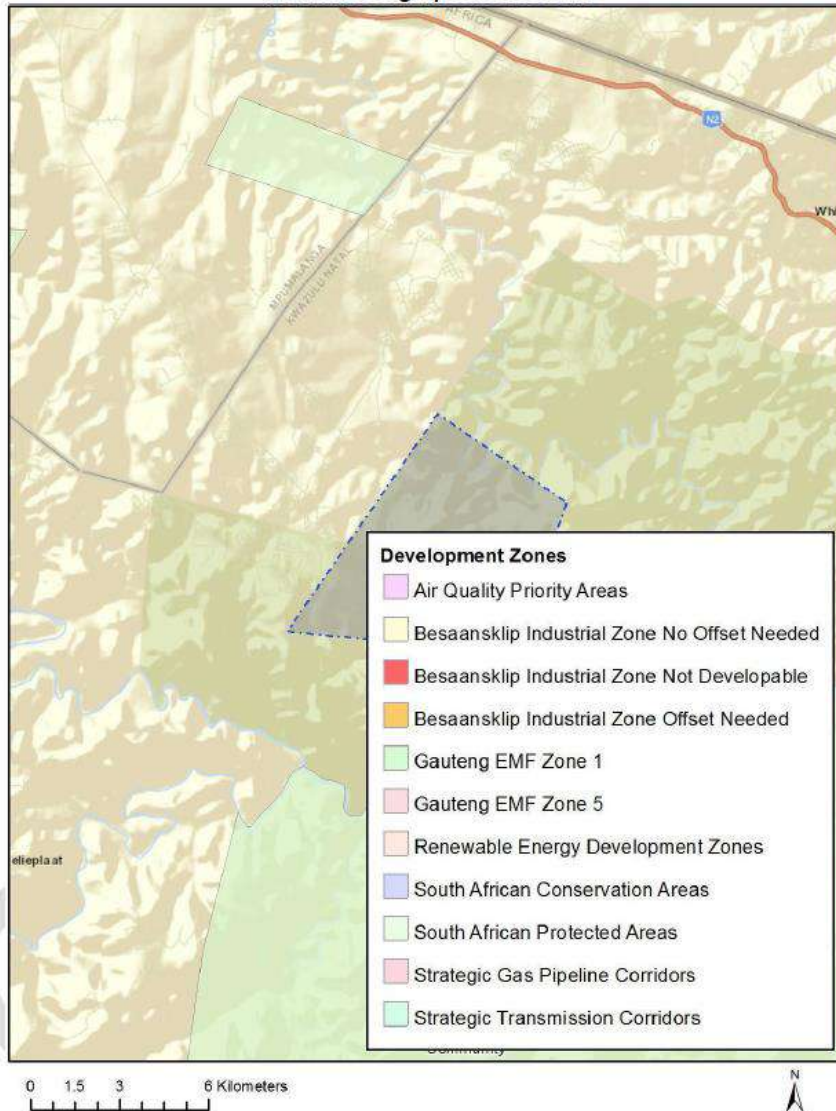 AFRICA
N2
Whi
MPUMALANGA
KWAZULU-NATAL
elieplaat
Development Zones
Air Quality Priority Areas
Besaansklip Industrial Zone No Offset Needed
Besaansklip Industrial Zone Not Developable
Besaansklip Industrial Zone Offset Needed
Gauteng EMF Zone 1
Gauteng EMF Zone 5
Renewable Energy Development Zones
South African Conservation Areas
South African Protected Areas
Strategic Gas Pipeline Corridors
Strategic Transmission Corridors
Community
0 1.5 3 6 Kilometers
N